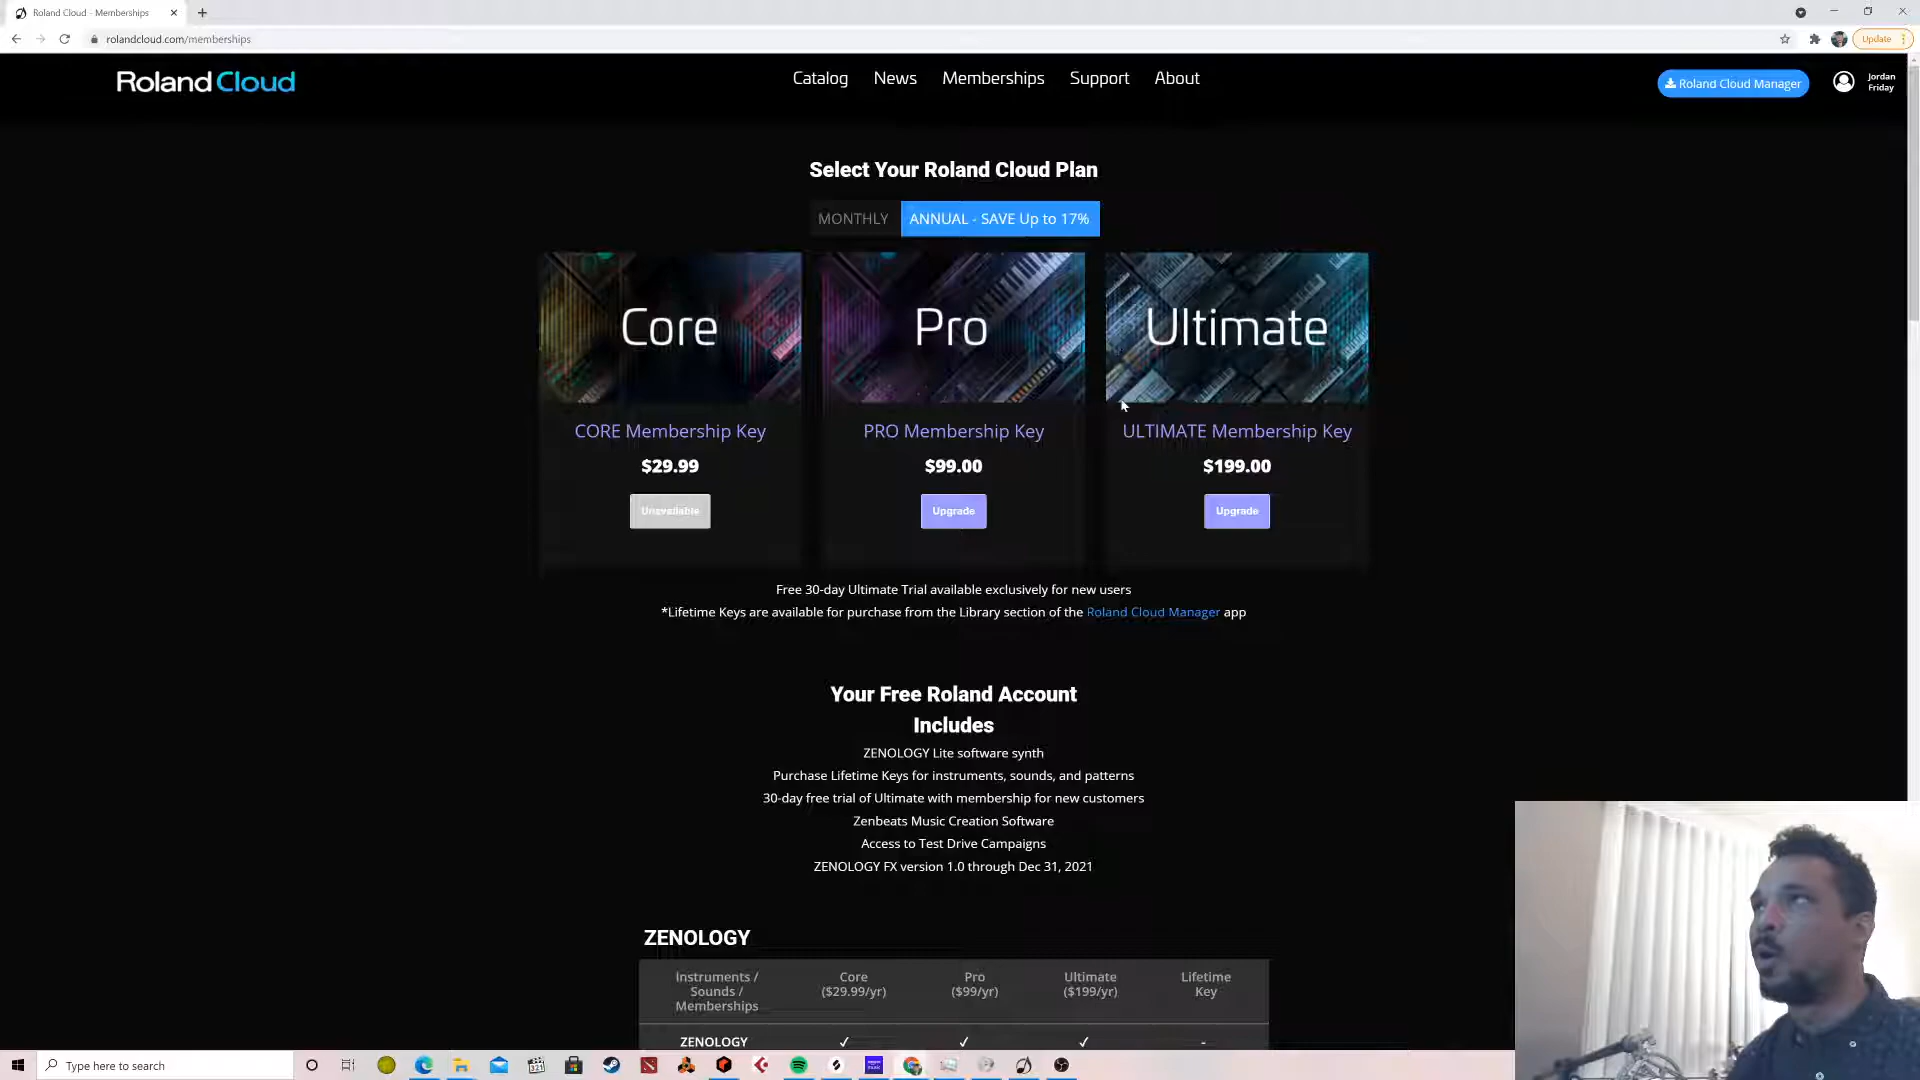 Roland Cloud - Memberships
rolandcloud.com/memberships
Update
Roland Cloud
Catalog
News
Memberships
Support
About
Roland Cloud Manager
Jordan
Friday
Select Your Roland Cloud Plan
MONTHLY
ANNUAL - SAVE Up to 17%
Core
Pro
Ultimate
CORE Membership Key
PRO Membership Key
ULTIMATE Membership Key
$29.99
$99.00
$199.00
Unavailable
Upgrade
Upgrade
Free 30-day Ultimate Trial available exclusively for new users
*Lifetime Keys are available for purchase from the Library section of the Roland Cloud Manager app
Your Free Roland Account
Includes
ZENOLOGY Lite software synth
Purchase Lifetime Keys for instruments, sounds, and patterns
30-day free trial of Ultimate with membership for new customers
Zenbeats Music Creation Software
Access to Test Drive Campaigns
ZENOLOGY FX version 1.0 through Dec 31, 2021
ZENOLOGY
Instruments /
Sounds /
Memberships
Core
($29.99/yr)
Pro
($99/yr)
Ultimate
($199/yr)
Lifetime
Key
ZENOLOGY
Type here to search